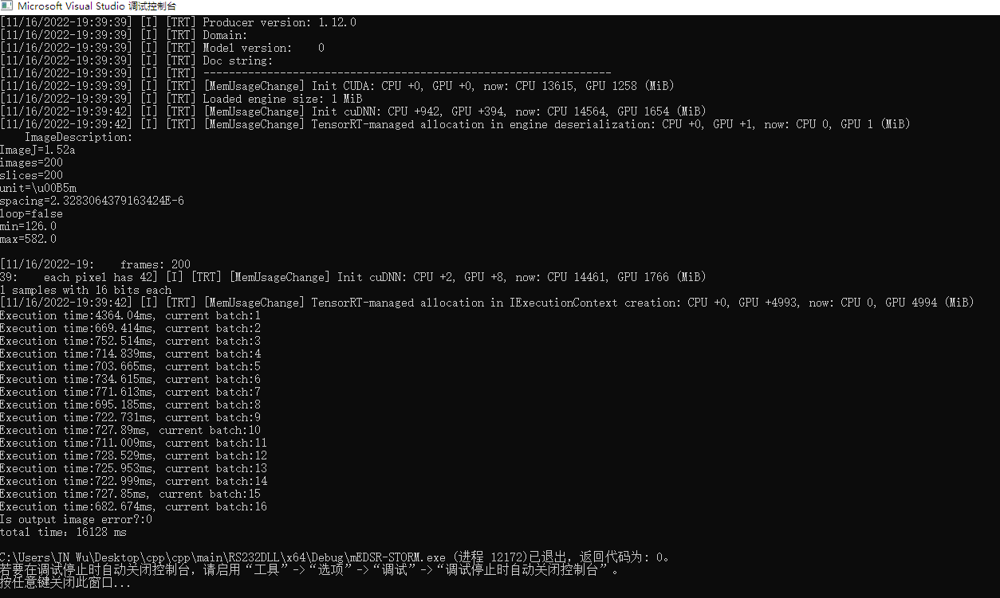 Microsoft Visual Studio 调试控制台
[11/16/2022-19:39:39] [I] [TRT] Producer version: 1.12.0
[11/16/2022-19:39:39] [I] [TRT] Domain:
[11/16/2022-19:39:39] [I] [TRT] Model version:    0
[11/16/2022-19:39:39] [I] [TRT] Doc string:
[11/16/2022-19:39:39] [I] [TRT] ----------------------------------------------------------------
[11/16/2022-19:39:39] [I] [TRT] [MemUsageChange] Init CUDA: CPU +0, GPU +0, now: CPU 13615, GPU 1258 (MiB)
[11/16/2022-19:39:39] [I] [TRT] Loaded engine size: 1 MiB
[11/16/2022-19:39:42] [I] [TRT] [MemUsageChange] Init cuDNN: CPU +942, GPU +394, now: CPU 14564, GPU 1654 (MiB)
[11/16/2022-19:39:42] [I] [TRT] [MemUsageChange] TensorRT-managed allocation in engine deserialization: CPU +0, GPU +1, now: CPU 0, GPU 1 (MiB)
    ImageDescription:
ImageJ=1.52a
images=200
slices=200
unit=\u00B5m
spacing=2.3283064379163424E-6
loop=false
min=126.0
max=582.0
[11/16/2022-19:    frames: 200
39:    each pixel has 42] [I] [TRT] [MemUsageChange] Init cuDNN: CPU +2, GPU +8, now: CPU 14461, GPU 1766 (MiB)
1 samples with 16 bits each
[11/16/2022-19:39:42] [I] [TRT] [MemUsageChange] TensorRT-managed allocation in IExecutionContext creation: CPU +0, GPU +4993, now: CPU 0, GPU 4994 (MiB)
Execution time:4364.04ms, current batch:1
Execution time:669.414ms, current batch:2
Execution time:752.514ms, current batch:3
Execution time:714.839ms, current batch:4
Execution time:703.665ms, current batch:5
Execution time:734.615ms, current batch:6
Execution time:771.613ms, current batch:7
Execution time:695.185ms, current batch:8
Execution time:722.731ms, current batch:9
Execution time:727.89ms, current batch:10
Execution time:711.009ms, current batch:11
Execution time:728.529ms, current batch:12
Execution time:725.953ms, current batch:13
Execution time:722.999ms, current batch:14
Execution time:727.85ms, current batch:15
Execution time:682.674ms, current batch:16
Is output image error?:0
total time: 16128 ms
C:\Users\JN Wu\Desktop\cpp\cpp\main\RS232DLL\x64\Debug\mEDSR-STORM.exe (进程 12172)已退出，返回代码为: 0。
若要在调试停止时自动关闭控制台，请启用“工具”->“选项”->“调试”->“调试停止时自动关闭控制台”。
按任意键关闭此窗口...